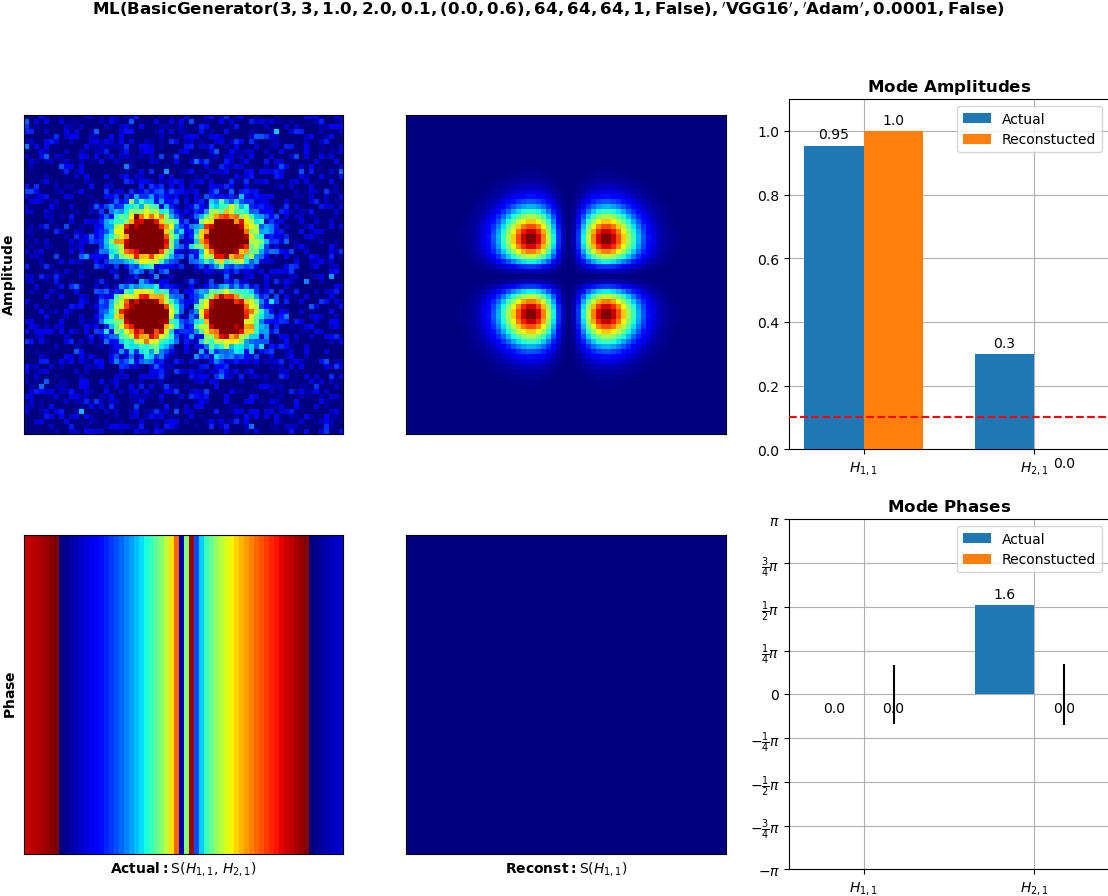 ML(BasicGenerator(3, 3, 1.0, 2.0, 0.1, (0.0, 0.6), 64, 64, 64, 1, False), ′VGG16′, ′Adam′, 0.0001, False)
Amplitude
Mode Amplitudes
Actual
Reconstucted
1.0
0.8
0.6
0.4
0.2
0.0
0.95
1.0
0.3
0.0
H1,1
H2,1
Phase
Actual: S(H1,1, H2,1)
Reconst: S(H1,1)
Mode Phases
Actual
Reconstucted
π
3/4π
1/2π
1/4π
0
−1/4π
−1/2π
−3/4π
−π
1.6
0.0
0.0
0.0
H1,1
H2,1